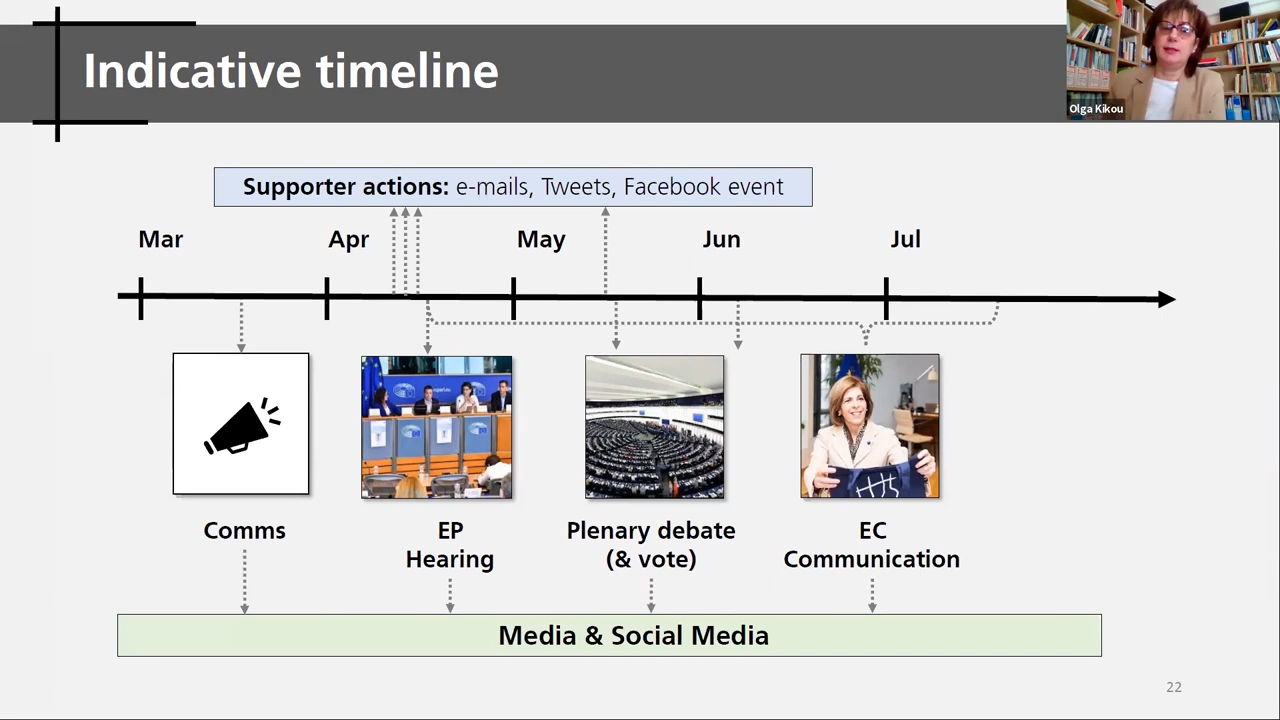 Indicative timeline
Olga Kikou
Supporter actions: e-mails, Tweets, Facebook event
Mar
Apr
May
Jun
Jul
Comms
EP
Hearing
Plenary debate
(& vote)
EC
Communication
Media & Social Media
22